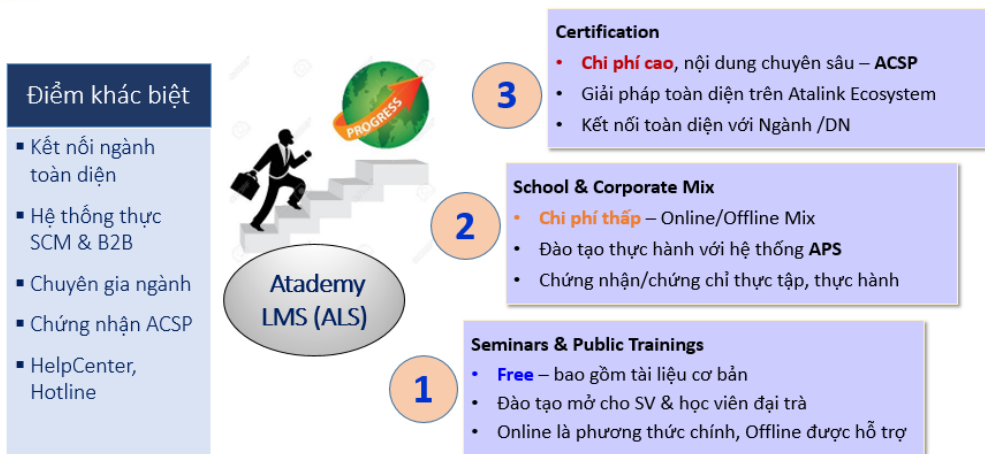 Điểm khác biệt
▪ Kết nối ngành
toàn diện
▪ Hệ thống thực
SCM & B2B
▪ Chuyên gia ngành
▪ Chứng nhận ACSP
▪ HelpCenter,
Hotline
PROGRESS
Atademy
LMS (ALS)
3
Certification
• Chi phí cao, nội dung chuyên sâu – ACSP
• Giải pháp toàn diện trên Atalink Ecosystem
• Kết nối toàn diện với Ngành /DN
2
School & Corporate Mix
• Chi phí thấp – Online/Offline Mix
• Đào tạo thực hành với hệ thống APS
• Chứng nhận/chứng chỉ thực tập, thực hành
1
Seminars & Public Trainings
• Free – bao gồm tài liệu cơ bản
• Đào tạo mở cho SV & học viên đại trà
• Online là phương thức chính, Offline được hỗ trợ